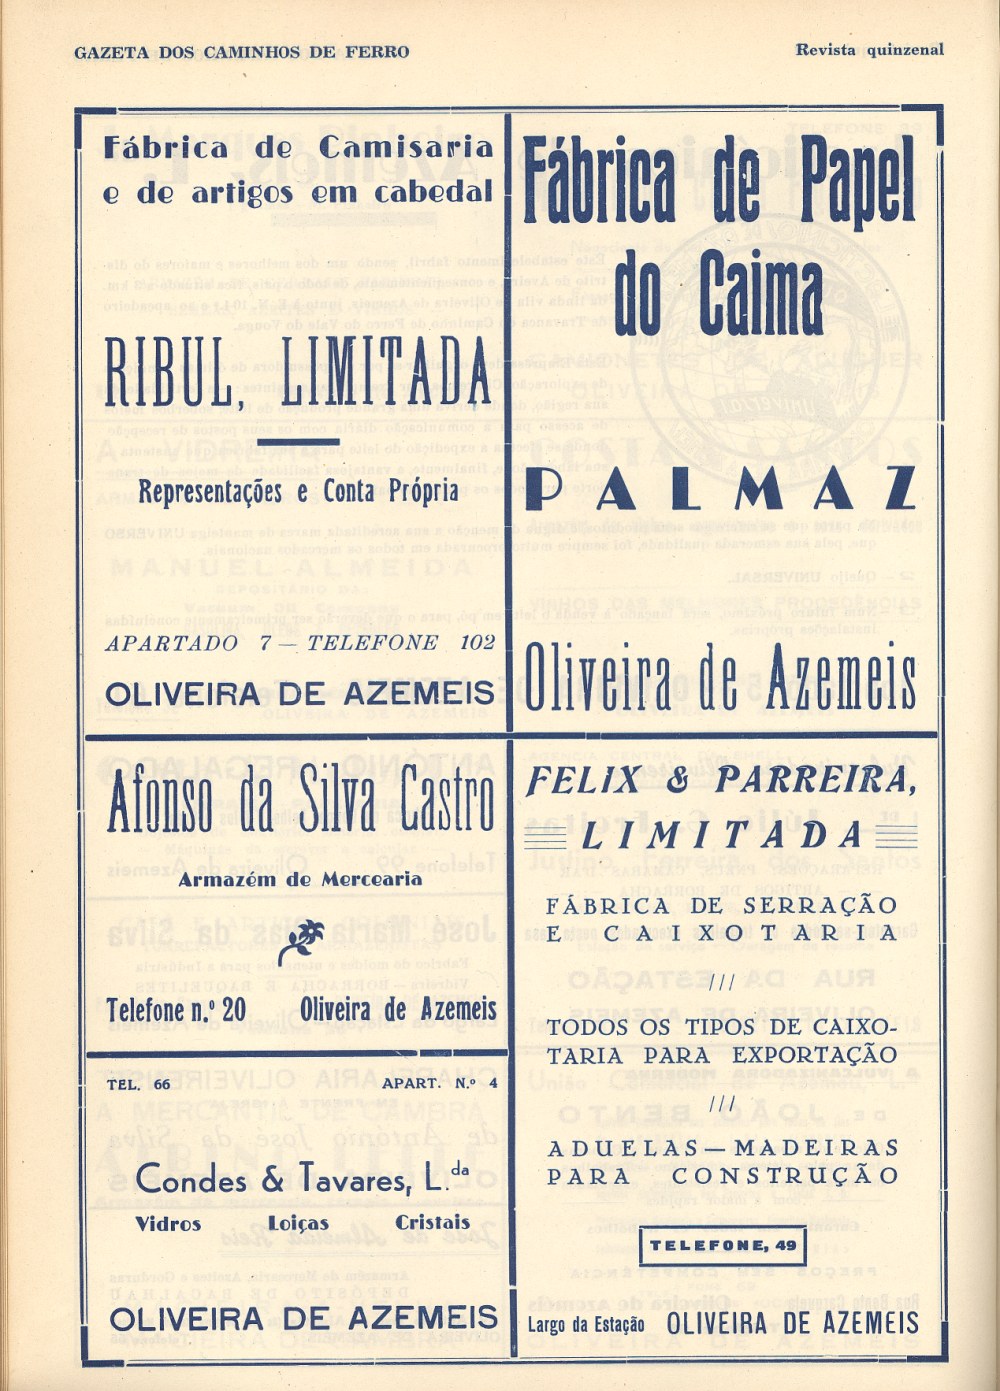 GAZETA DOS CAMINHOS DE FERRO
Revista quinzenal
Fábrica de Camisaria
e de artigos em cabedal
RIBUL, LIMITADA
Representações e Conta Própria
APARTADO 7 — TELEFONE 102
OLIVEIRA DE AZEMEIS
Fábrica de Papel
do Caima
PALMAZ
Oliveira de Azemeis
Afonso da Silva Castro
Armazém de Mercearia
Telefone n.º 20 Oliveira de Azemeis
TEL. 66 APART. N.º 4
Condes & Tavares, L.da
Vidros Loiças Cristais
OLIVEIRA DE AZEMEIS
FELIX & PARREIRA,
LIMITADA
FÁBRICA DE SERRAÇÃO
E CAIXOTARIA
///
TODOS OS TIPOS DE CAIXO-
TARIA PARA EXPORTAÇÃO
///
ADUELAS — MADEIRAS
PARA CONSTRUÇÃO
TELEFONE, 49
Largo da Estação OLIVEIRA DE AZEMEIS